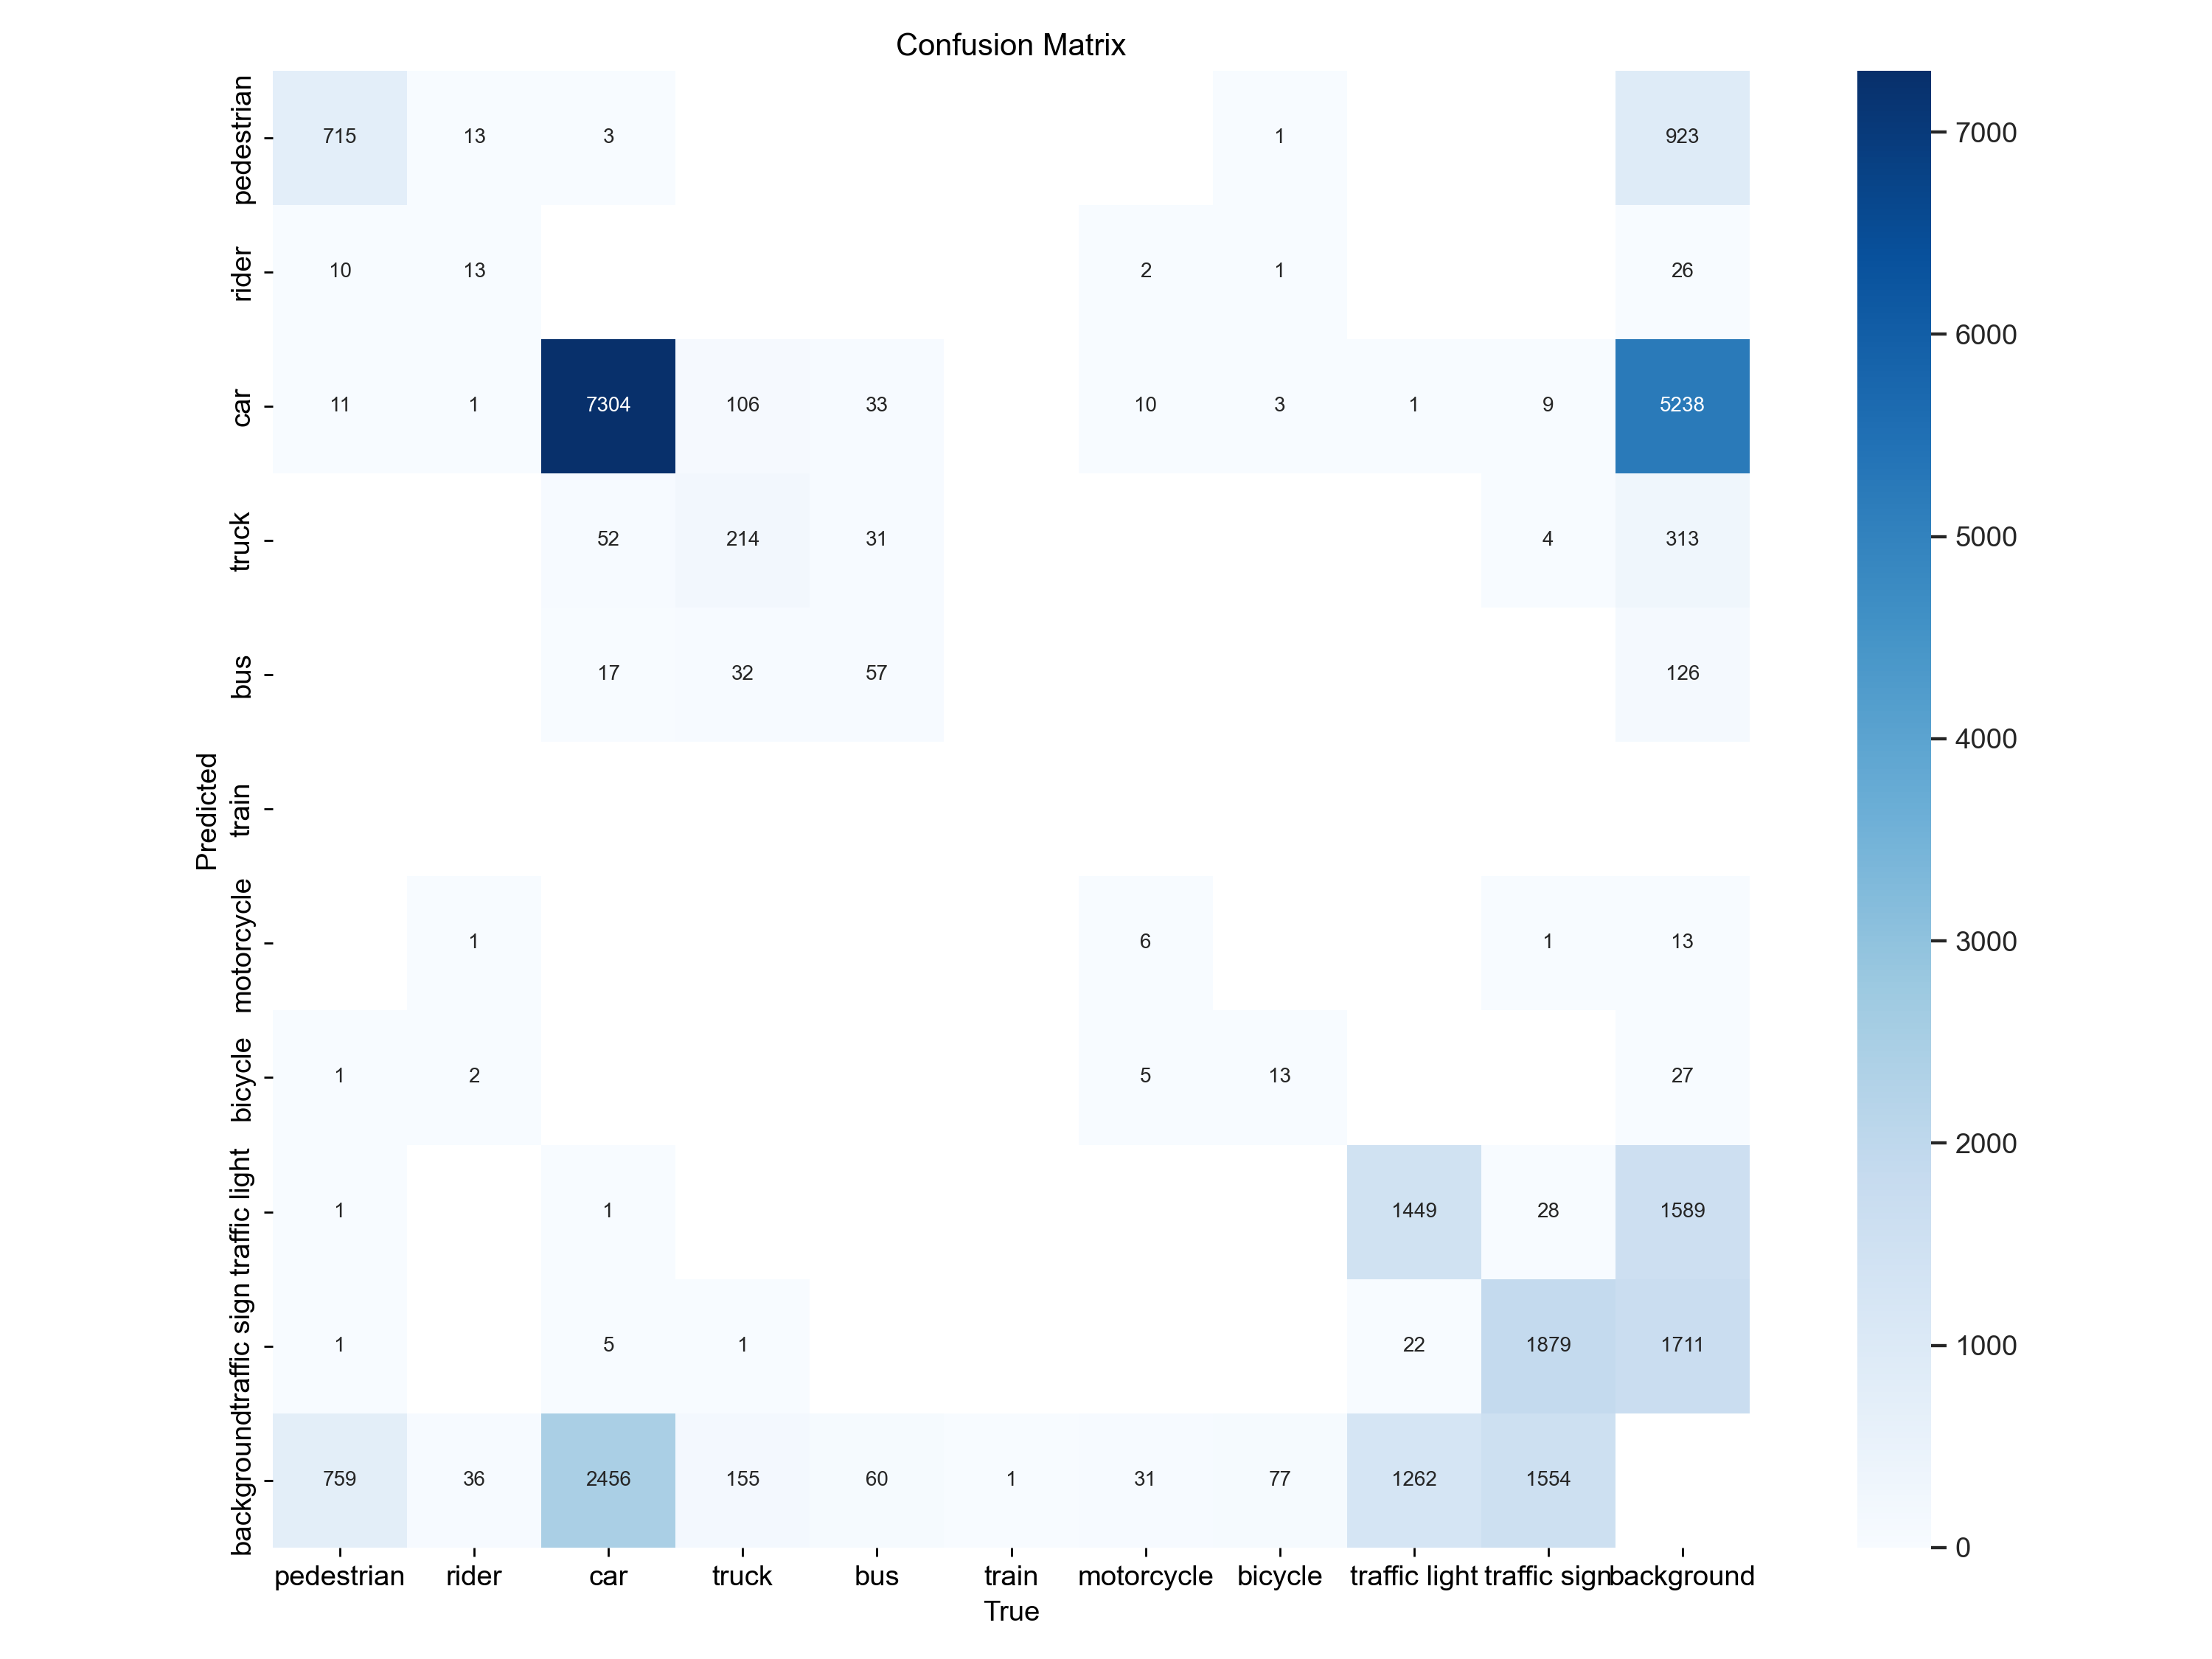 Confusion Matrix
pedestrian 715 13 3 1 923
rider 10 13 2 1 26
car 11 1 7304 106 33 10 3 1 9 5238
truck 52 214 31 4 313
bus 17 32 57 126
train
motorcycle 1 6 1 13
bicycle 1 2 5 13 27
traffic light 1 1 1449 28 1589
traffic sign 1 5 1 22 1879 1711
background 759 36 2456 155 60 1 31 77 1262 1554
pedestrian rider car truck bus train motorcycle bicycle traffic light traffic sign background
True
Predicted
7000
6000
5000
4000
3000
2000
1000
0